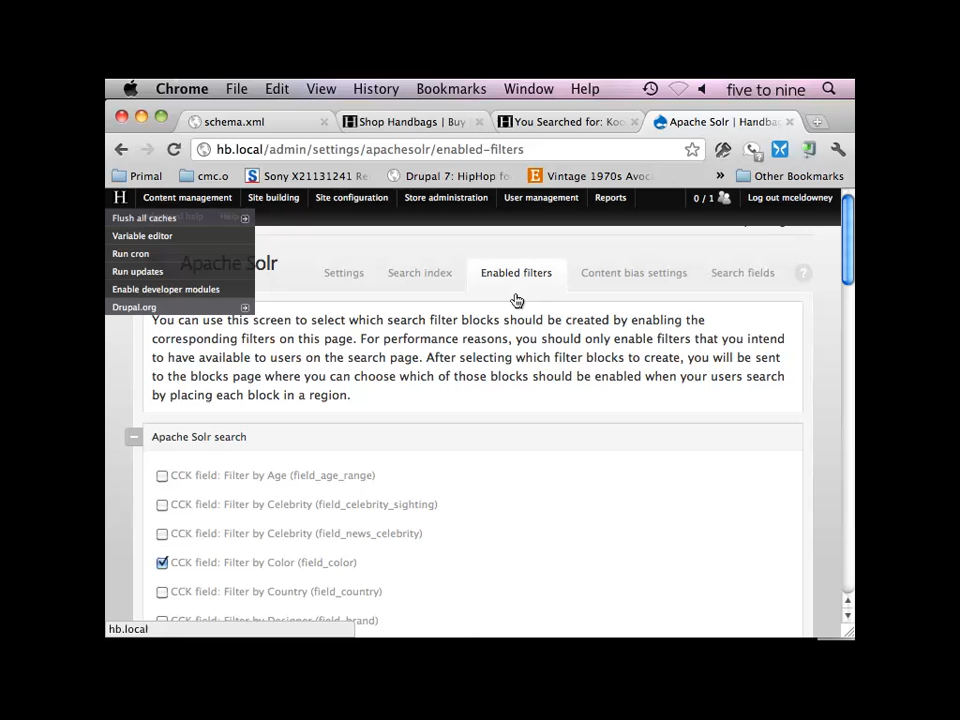 Chrome File Edit View History Bookmarks Window Help five to nine
schema.xml Shop Handbags | Buy You Searched for: Koo Apache Solr | Handba
hb.local/admin/settings/apachesolr/enabled-filters
Primal cmc.o Sony X21131241 Re Drupal 7: HipHop fo Vintage 1970s Avoc » Other Bookmarks
H Content management Site building Site configuration Store administration User management Reports 0 / 1 Log out mceldowney
Flush all caches
Variable editor
Run cron
Run updates
Enable developer modules
Drupal.org
Apache Solr Settings Search index Enabled filters Content bias settings Search fields ?
You can use this screen to select which search filter blocks should be created by enabling the
corresponding filters on this page. For performance reasons, you should only enable filters that you intend
to have available to users on the search page. After selecting which filter blocks to create, you will be sent
to the blocks page where you can choose which of those blocks should be enabled when your users search
by placing each block in a region.
Apache Solr search
CCK field: Filter by Age (field_age_range)
CCK field: Filter by Celebrity (field_celebrity_sighting)
CCK field: Filter by Celebrity (field_news_celebrity)
CCK field: Filter by Color (field_color)
CCK field: Filter by Country (field_country)
CCK field: Filter by Designer (field_brand)
hb.local